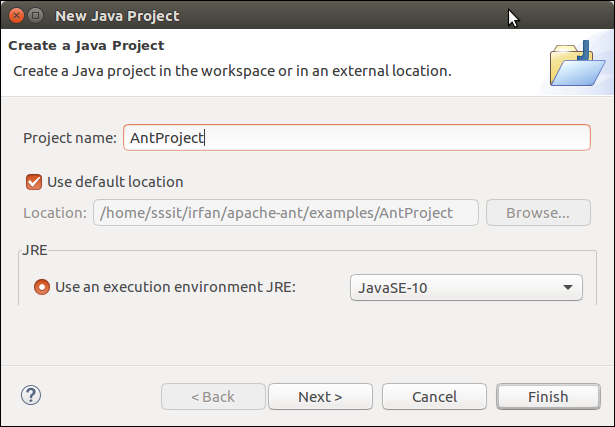 New Java Project
Create a Java Project
Create a Java project in the workspace or in an external location.
Project name: AntProject
Use default location
Location: /home/sssit/irfan/apache-ant/examples/AntProject Browse...
JRE
Use an execution environment JRE: JavaSE-10
? < Back Next > Cancel Finish